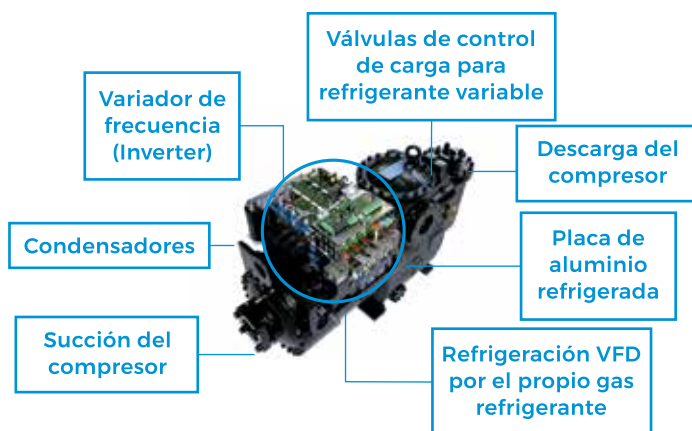 Válvulas de control
de carga para
refrigerante variable
Variador de
frecuencia
(Inverter)
Descarga del
compresor
Condensadores
Placa de
aluminio
refrigerada
Succión del
compresor
Refrigeración VFD
por el propio gas
refrigerante